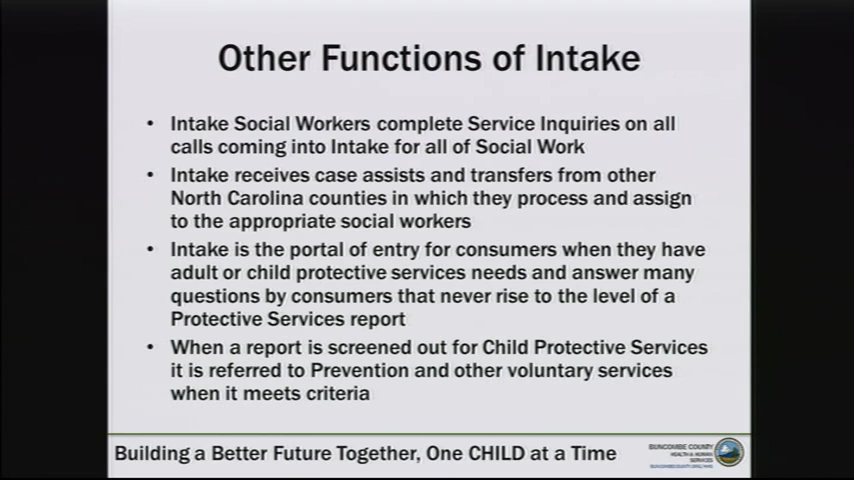 Other Functions of Intake
• Intake Social Workers complete Service Inquiries on all
calls coming into Intake for all of Social Work
• Intake receives case assists and transfers from other
North Carolina counties in which they process and assign
to the appropriate social workers
• Intake is the portal of entry for consumers when they have
adult or child protective services needs and answer many
questions by consumers that never rise to the level of a
Protective Services report
• When a report is screened out for Child Protective Services
it is referred to Prevention and other voluntary services
when it meets criteria
Building a Better Future Together, One CHILD at a Time
BUNCOMBE COUNTY
HEALTH & HUMAN
SERVICES